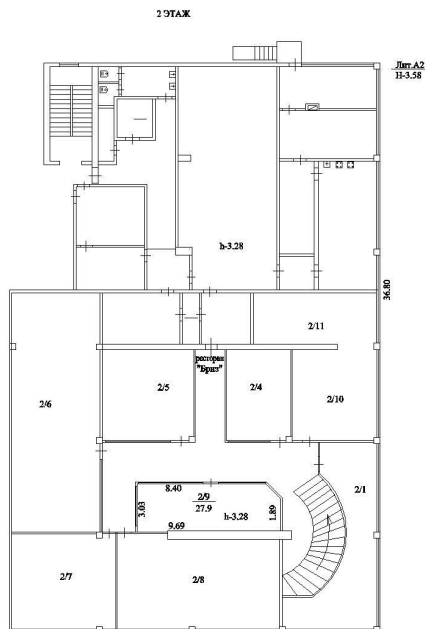 2 ЭТАЖ
Лит.А2
Н-3.58
h-3.28
36.80
2/11
ресторан
"Бриз"
2/6
2/5
2/4
2/10
2/1
8.40
2/9
27.9
3.03
h-3.28
1.89
9.69
2/7
2/8